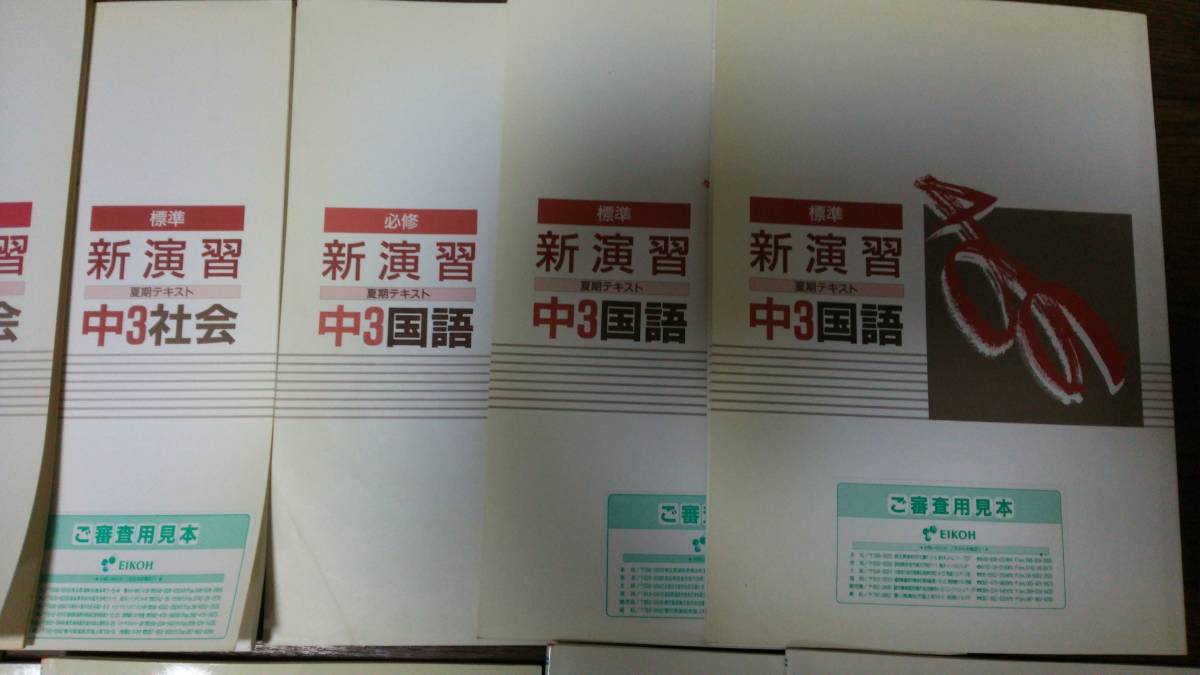 習
会
標準
新演習
夏期テキスト
中3社会
ご審査用見本
EIKOH
必修
新演習
夏期テキスト
中3国語
標準
新演習
夏期テキスト
中3国語
ご審
標準
新演習
夏期テキスト
中3国語
ご審査用見本
EIKOH